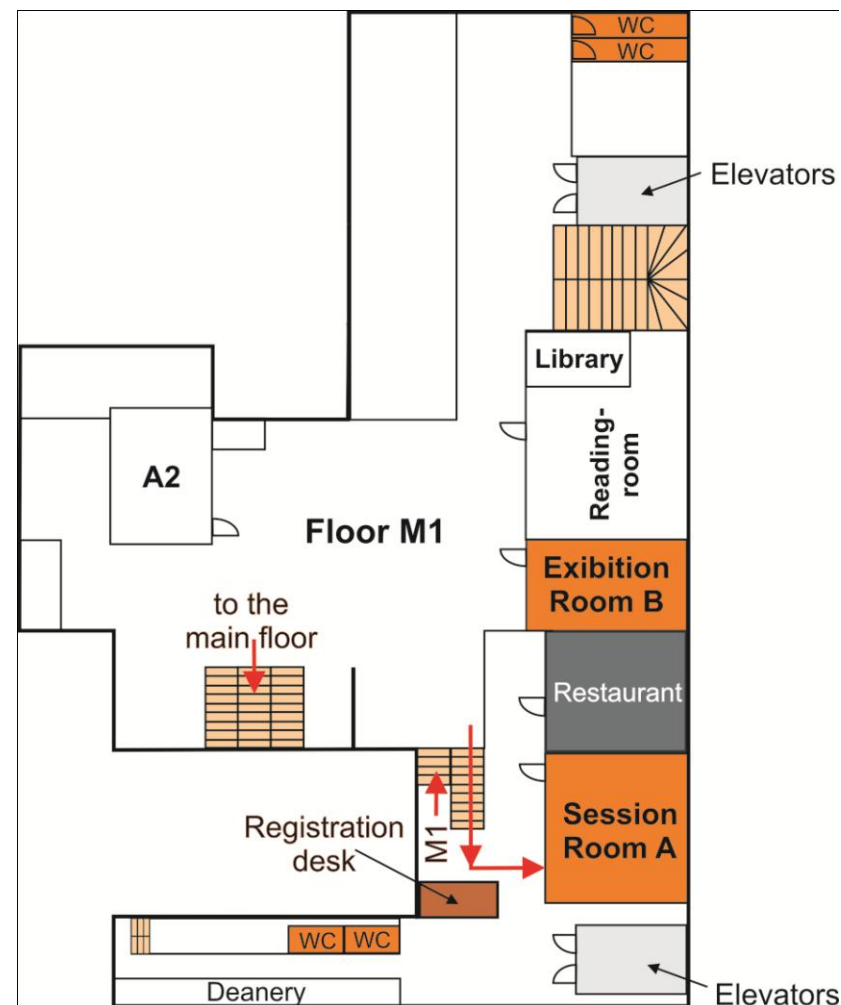 WC
WC
Elevators
Library
Reading-
room
A2
Floor M1
Exibition
Room B
to the
main floor
Restaurant
Session
Room A
M1
Registration
desk
WC WC
Deanery
Elevators